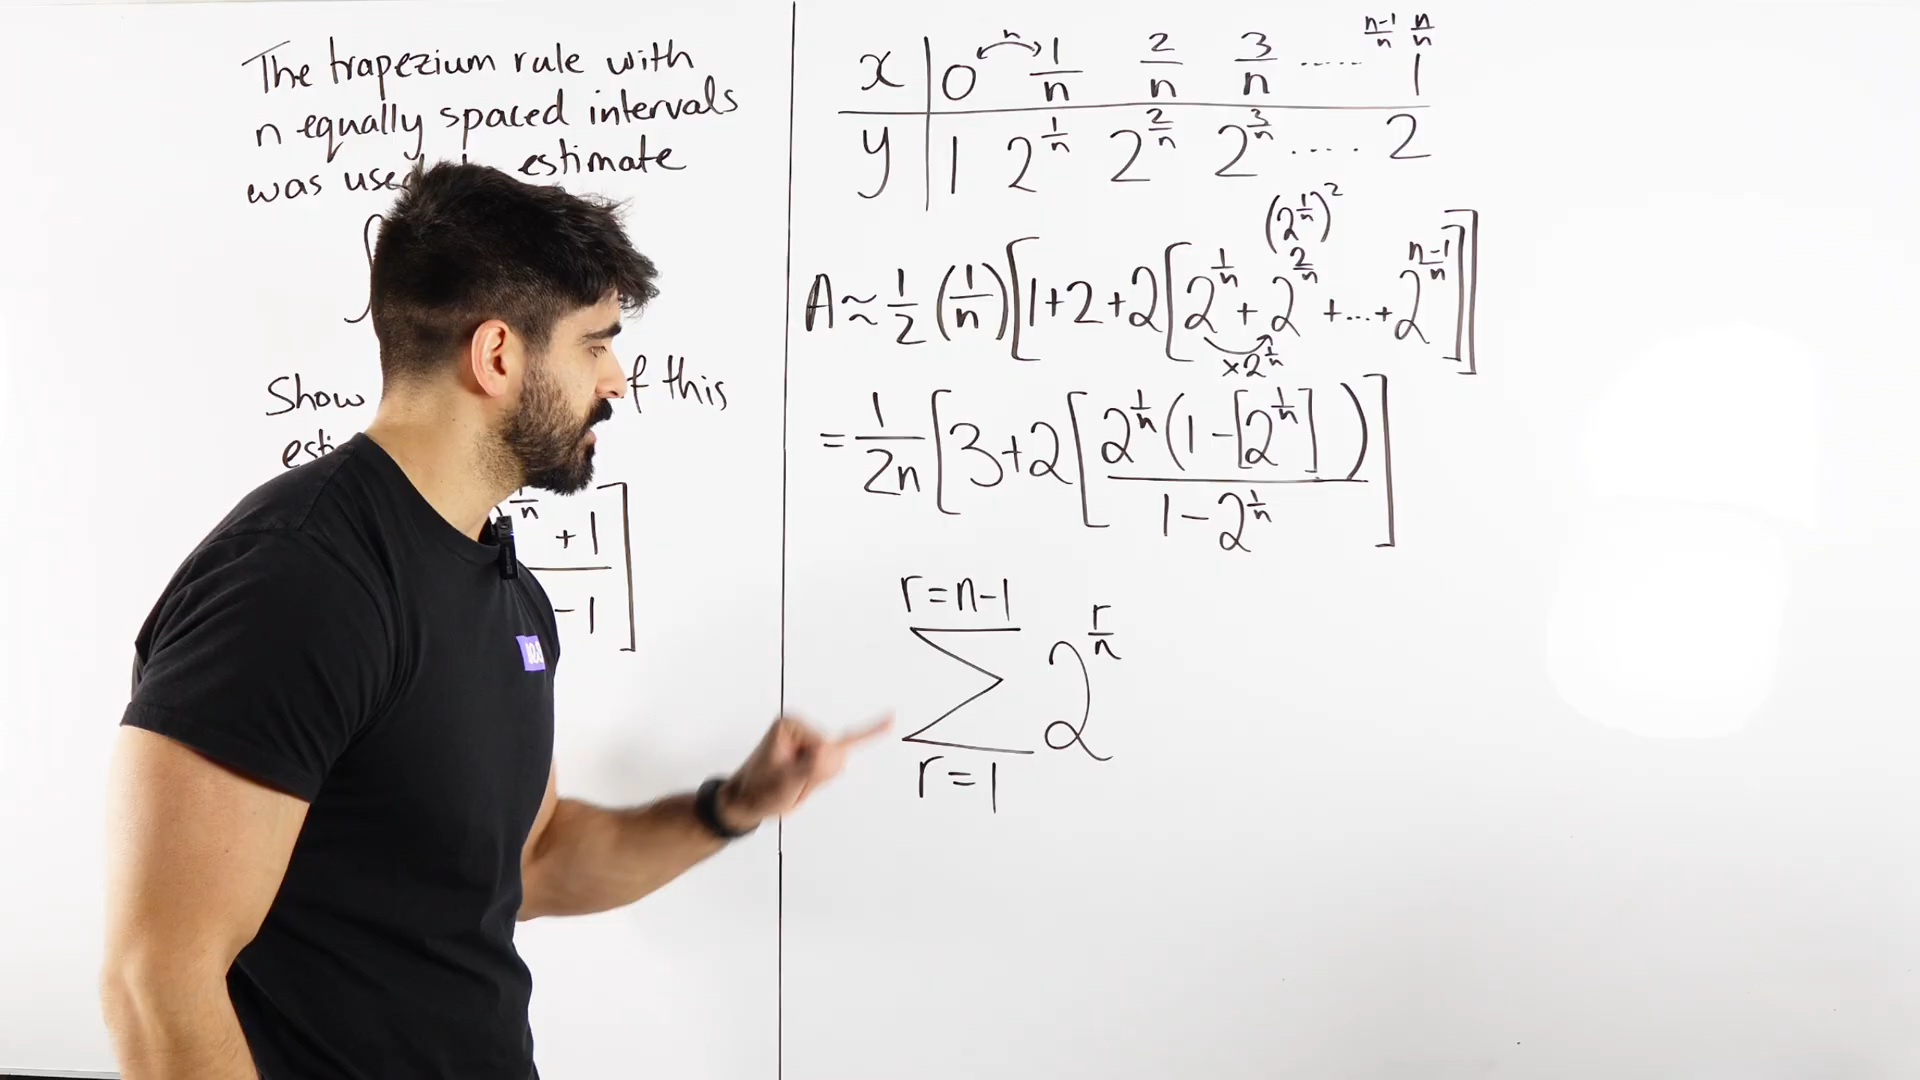 The trapezium rule with
n equally spaced intervals
was used estimate
∫
Show of this
1/n + 1
- 1 ]
x | 0 1/n 2/n 3/n ..... n-1/n n/n 1
h
y | 1 2^(1/n) 2^(2/n) 2^(3/n) .... 2
(2^(1/n))^2
A ≈ 1/2 (1/n) [1+2+2[2^(1/n) + 2^(2/n) +...+ 2^(n-1/n)]]
×2^(1/n)
= 1/2n [3+2[2^(1/n) (1-[2^(1/n)] ) / 1-2^(1/n) ]
r=n-1
Σ 2^(r/n)
r=1